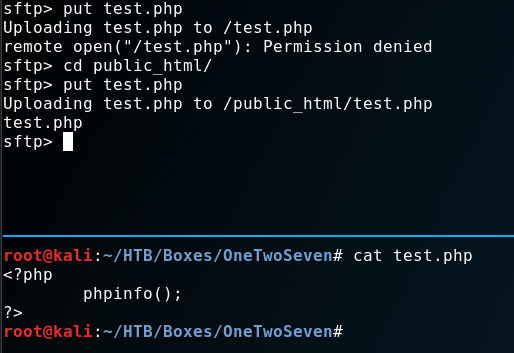 sftp> put test.php
Uploading test.php to /test.php
remote open("/test.php"): Permission denied
sftp> cd public_html/
sftp> put test.php
Uploading test.php to /public_html/test.php
test.php
sftp>
root@kali:~/HTB/Boxes/OneTwoSeven# cat test.php
<?php
        phpinfo();
?>
root@kali:~/HTB/Boxes/OneTwoSeven#